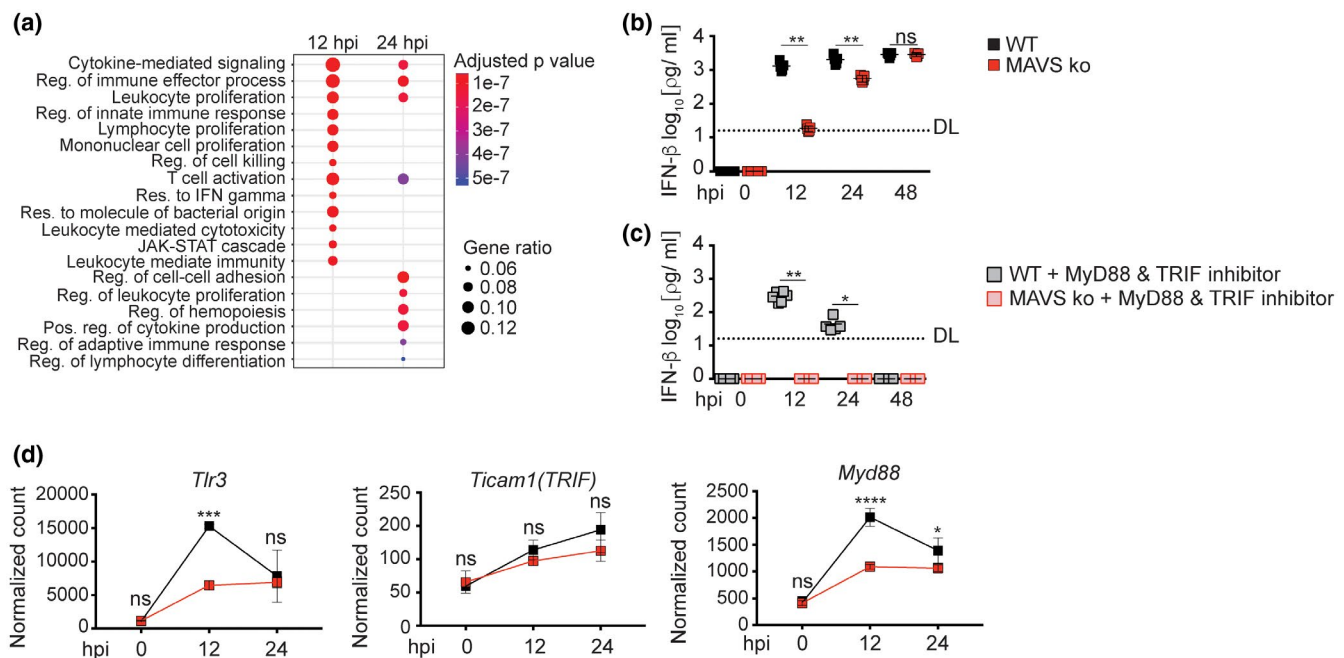 (a)
12 hpi 24 hpi
Cytokine-mediated signaling
Reg. of immune effector process
Leukocyte proliferation
Reg. of innate immune response
Lymphocyte proliferation
Mononuclear cell proliferation
Reg. of cell killing
T cell activation
Res. to IFN gamma
Res. to molecule of bacterial origin
Leukocyte mediated cytotoxicity
JAK-STAT cascade
Leukocyte mediate immunity
Reg. of cell-cell adhesion
Reg. of leukocyte proliferation
Reg. of hemopoiesis
Pos. reg. of cytokine production
Reg. of adaptive immune response
Reg. of lymphocyte differentiation
Adjusted p value
1e-7
2e-7
3e-7
4e-7
5e-7
Gene ratio
0.06
0.08
0.10
0.12
(b)
IFN-β log10[ρg/ ml]
4
3
2
1
0
** ** ns
DL
hpi 0 12 24 48
WT
MAVS ko
(c)
IFN-β log10[ρg/ ml]
4
3
2
1
0
** *
DL
hpi 0 12 24 48
WT + MyD88 & TRIF inhibitor
MAVS ko + MyD88 & TRIF inhibitor
(d)
Tlr3
Normalized count
20000
15000
10000
5000
0
ns *** ns
hpi 0 12 24
Ticam1(TRIF)
Normalized count
250
200
100
50
0
ns ns ns
hpi 0 12 24
Myd88
Normalized count
2500
2000
1500
1000
500
0
ns **** *
hpi 0 12 24